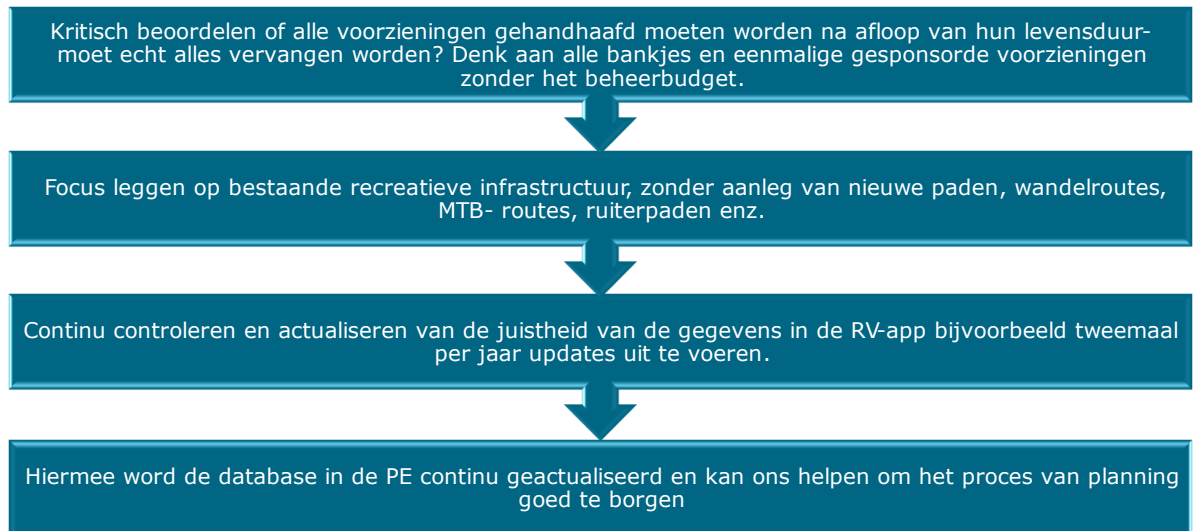 Kritisch beoordelen of alle voorzieningen gehandhaafd moeten worden na afloop van hun levensduur-
moet echt alles vervangen worden? Denk aan alle bankjes en eenmalige gesponsorde voorzieningen
zonder het beheerbudget.
Focus leggen op bestaande recreatieve infrastructuur, zonder aanleg van nieuwe paden, wandelroutes,
MTB- routes, ruiterpaden enz.
Continu controleren en actualiseren van de juistheid van de gegevens in de RV-app bijvoorbeeld tweemaal
per jaar updates uit te voeren.
Hiermee word de database in de PE continu geactualiseerd en kan ons helpen om het proces van planning
goed te borgen